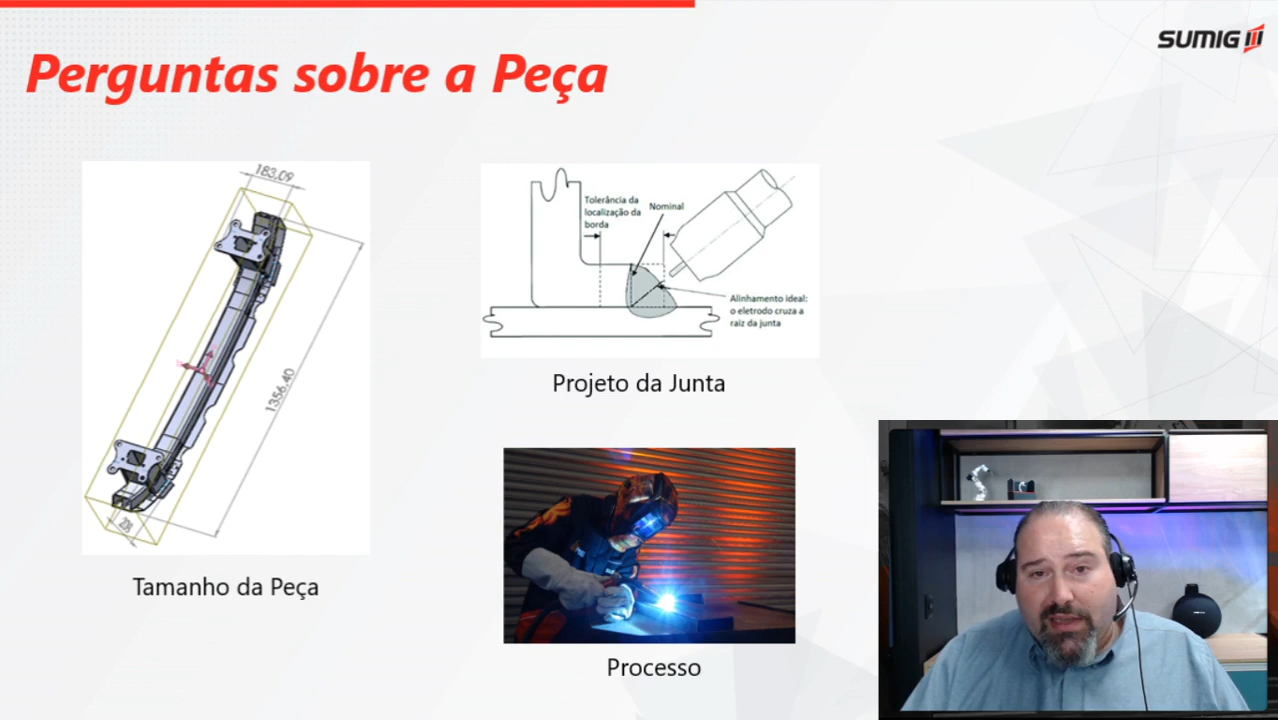 SUMIG
Perguntas sobre a Peça
183,09
1356,40
208
Tolerância da
localização da
borda
Nominal
Alinhamento ideal:
o eletrodo cruza a
raiz da junta
Projeto da Junta
Tamanho da Peça
Processo